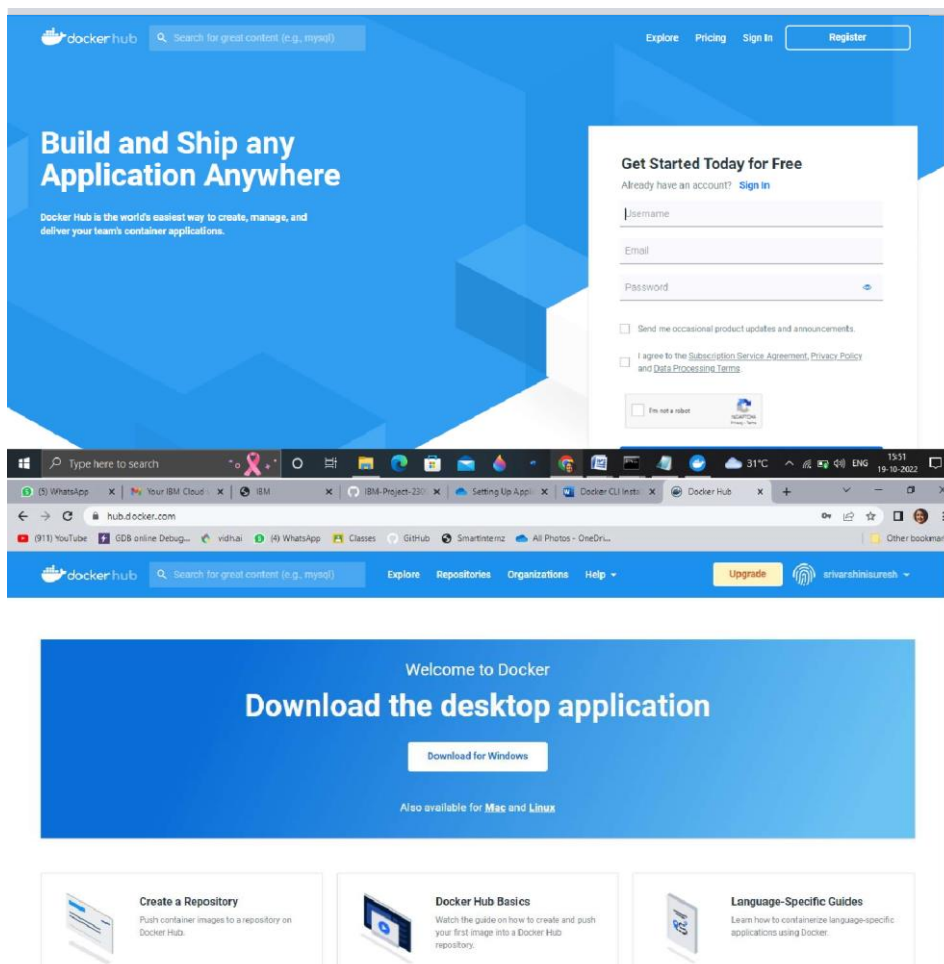 dockerhub
Search for great content (e.g., mysql)
Explore Pricing Sign In Register
Build and Ship any
Application Anywhere
Docker Hub is the world's easiest way to create, manage, and
deliver your team's container applications.
Get Started Today for Free
Already have an account? Sign In
Username
Email
Password
Send me occasional product updates and announcements.
I agree to the Subscription Service Agreement, Privacy Policy
and Data Processing Terms.
I'm not a robot
reCAPTCHA
Privacy - Terms
Type here to search
31°C
ENG
15:51
19-10-2022
(5) WhatsApp
Your IBM Cloud
IBM
IBM-Project-230
Setting Up Appli
Docker CLI Insta
Docker Hub
hub.docker.com
(911) YouTube
GDB online Debug...
vidhai
(4) WhatsApp
Classes
GitHub
Smartinternz
All Photos - OneDri...
Other bookmar
dockerhub
Search for great content (e.g., mysql)
Explore Repositories Organizations Help
Upgrade
srivarshinisuresh
Welcome to Docker
Download the desktop application
Download for Windows
Also available for Mac and Linux
Create a Repository
Push container images to a repository on
Docker Hub.
Docker Hub Basics
Watch the guide on how to create and push
your first image into a Docker Hub
repository.
Language-Specific Guides
Learn how to containerize language-specific
applications using Docker.